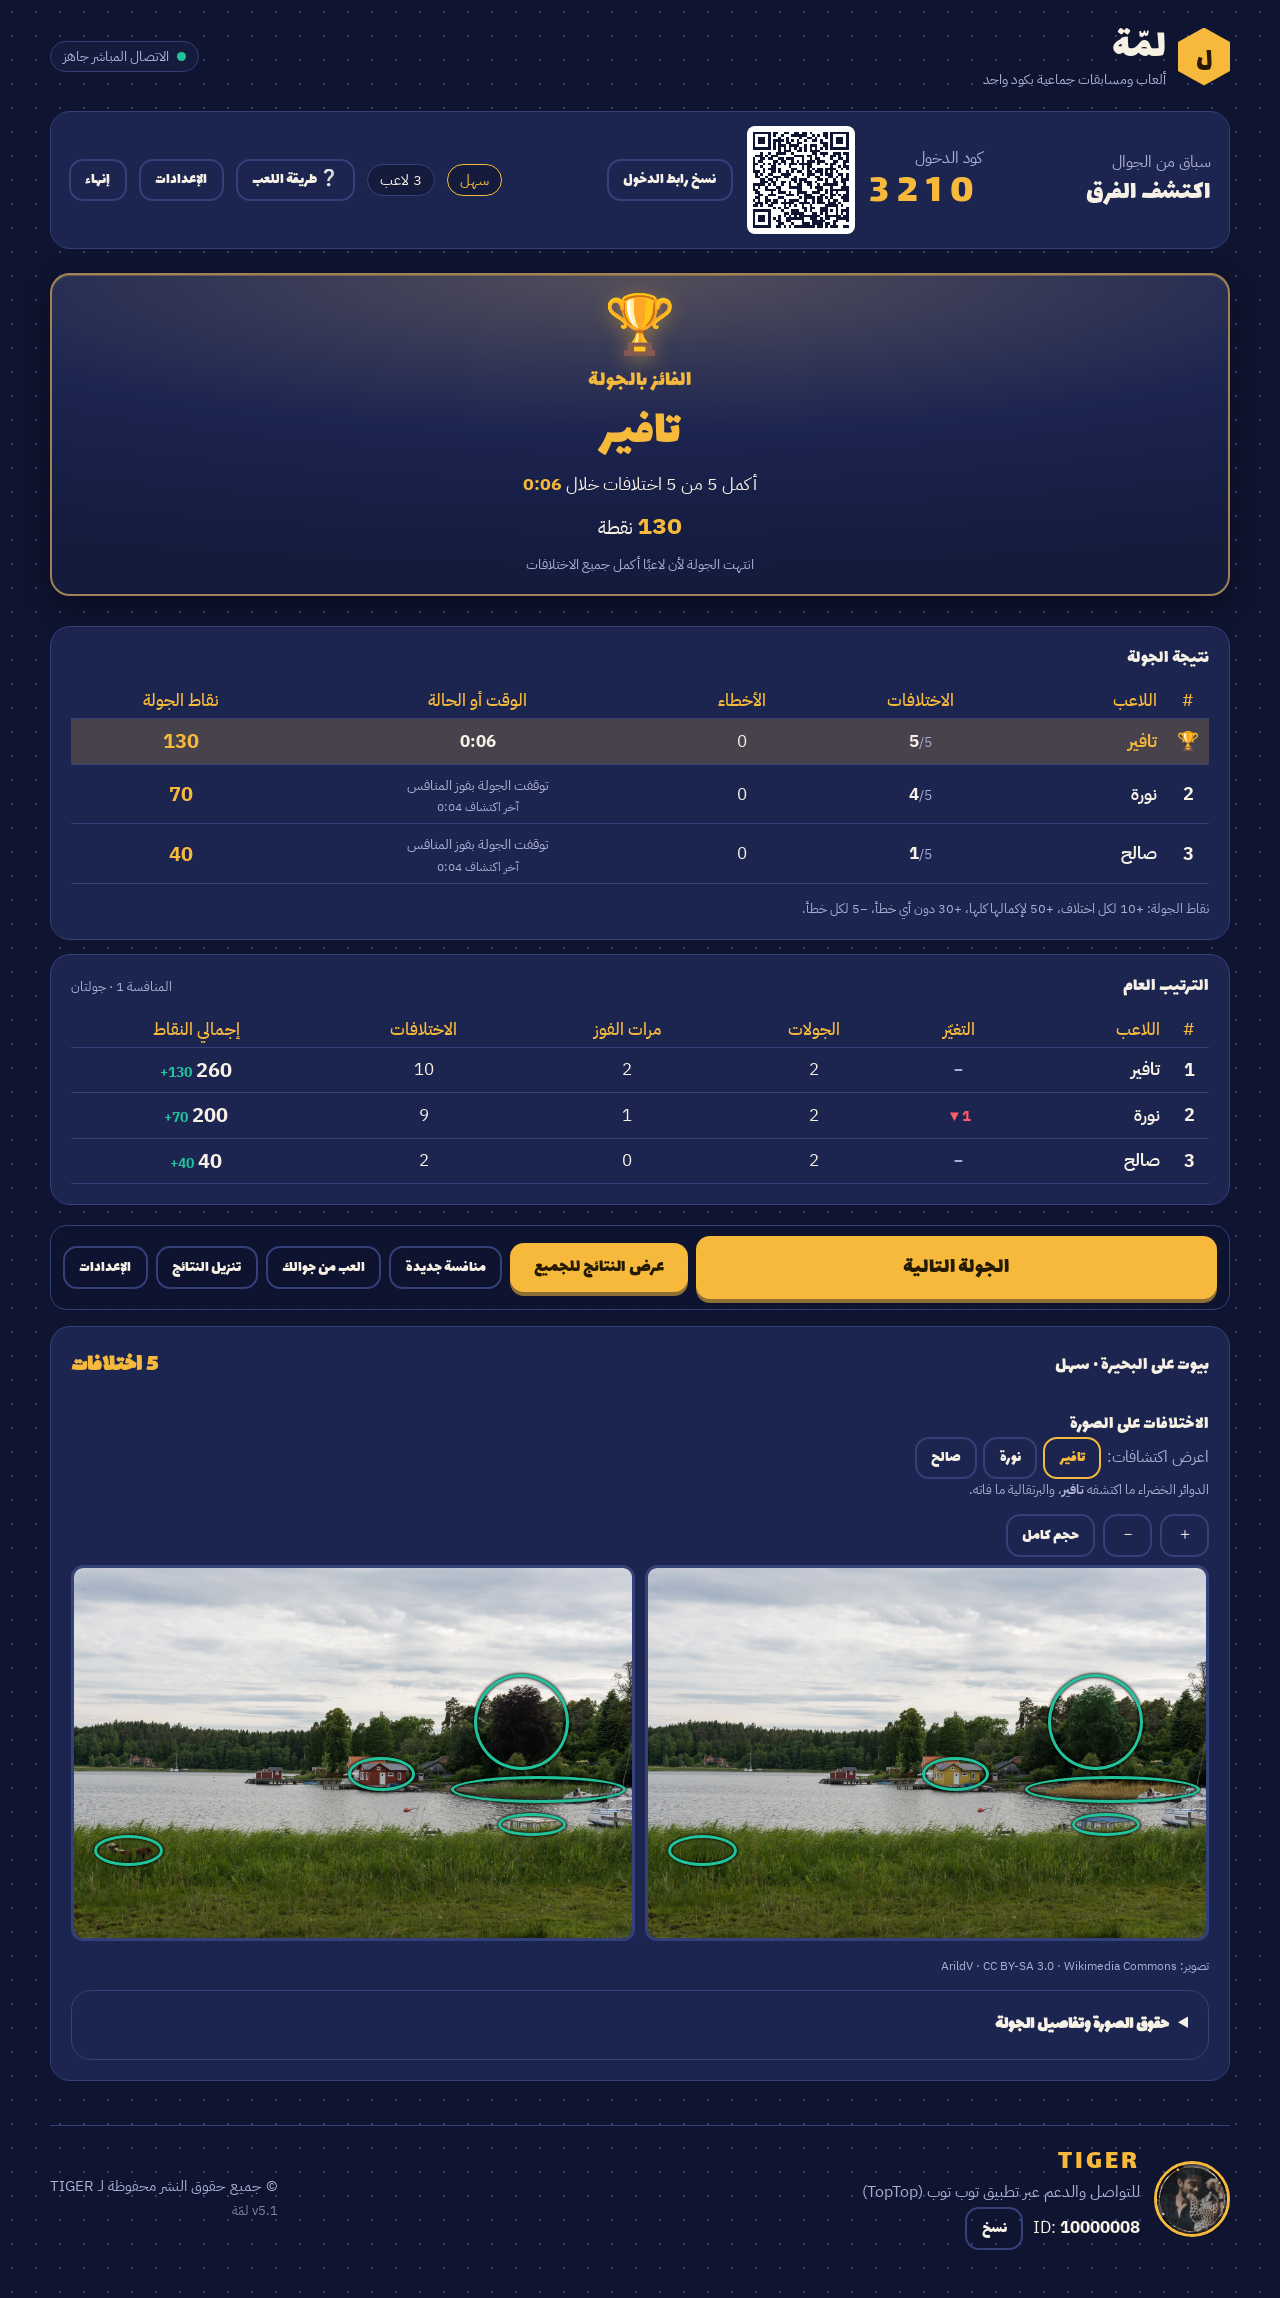 ل
لمّة
ألعاب ومسابقات جماعية بكود واحد
الاتصال المباشر جاهز
سباق من الجوال
اكتشف الفرق
كود الدخول
3210
نسخ رابط الدخول
سهل
3 لاعب
❔ طريقة اللعب
الإعدادات
إنهاء
الفائز بالجولة
تافير
أكمل 5 من 5 اختلافات خلال 0:06
130 نقطة
انتهت الجولة لأن لاعبًا أكمل جميع الاختلافات
نتيجة الجولة
# اللاعب الاختلافات الأخطاء الوقت أو الحالة نقاط الجولة
🏆 تافير 5/5 0 0:06 130
2 نورة 4/5 0 توقفت الجولة بفوز المنافس 70
آخر اكتشاف 0:04
3 صالح 1/5 0 توقفت الجولة بفوز المنافس 40
آخر اكتشاف 0:04
نقاط الجولة: +10 لكل اختلاف، +50 لإكمالها كلها، +30 دون أي خطأ، −5 لكل خطأ.
الترتيب العام
المنافسة 1 · جولتان
# اللاعب التغيّر الجولات مرات الفوز الاختلافات إجمالي النقاط
1 تافير – 2 2 10 260 +130
2 نورة ▼1 2 1 9 200 +70
3 صالح – 2 0 2 40 +40
الجولة التالية
عرض النتائج للجميع
منافسة جديدة
العب من جوالك
تنزيل النتائج
الإعدادات
بيوت على البحيرة · سهل
5 اختلافات
الاختلافات على الصورة
اعرض اكتشافات: تافير نورة صالح
الدوائر الخضراء ما اكتشفه تافير، والبرتقالية ما فاته.
+ − حجم كامل
تصوير: ArildV · CC BY-SA 3.0 · Wikimedia Commons
◀ حقوق الصورة وتفاصيل الجولة
TIGER
للتواصل والدعم عبر تطبيق توب توب (TopTop)
ID: 10000008 نسخ
© جميع حقوق النشر محفوظة لـ TIGER
لمّة v5.1